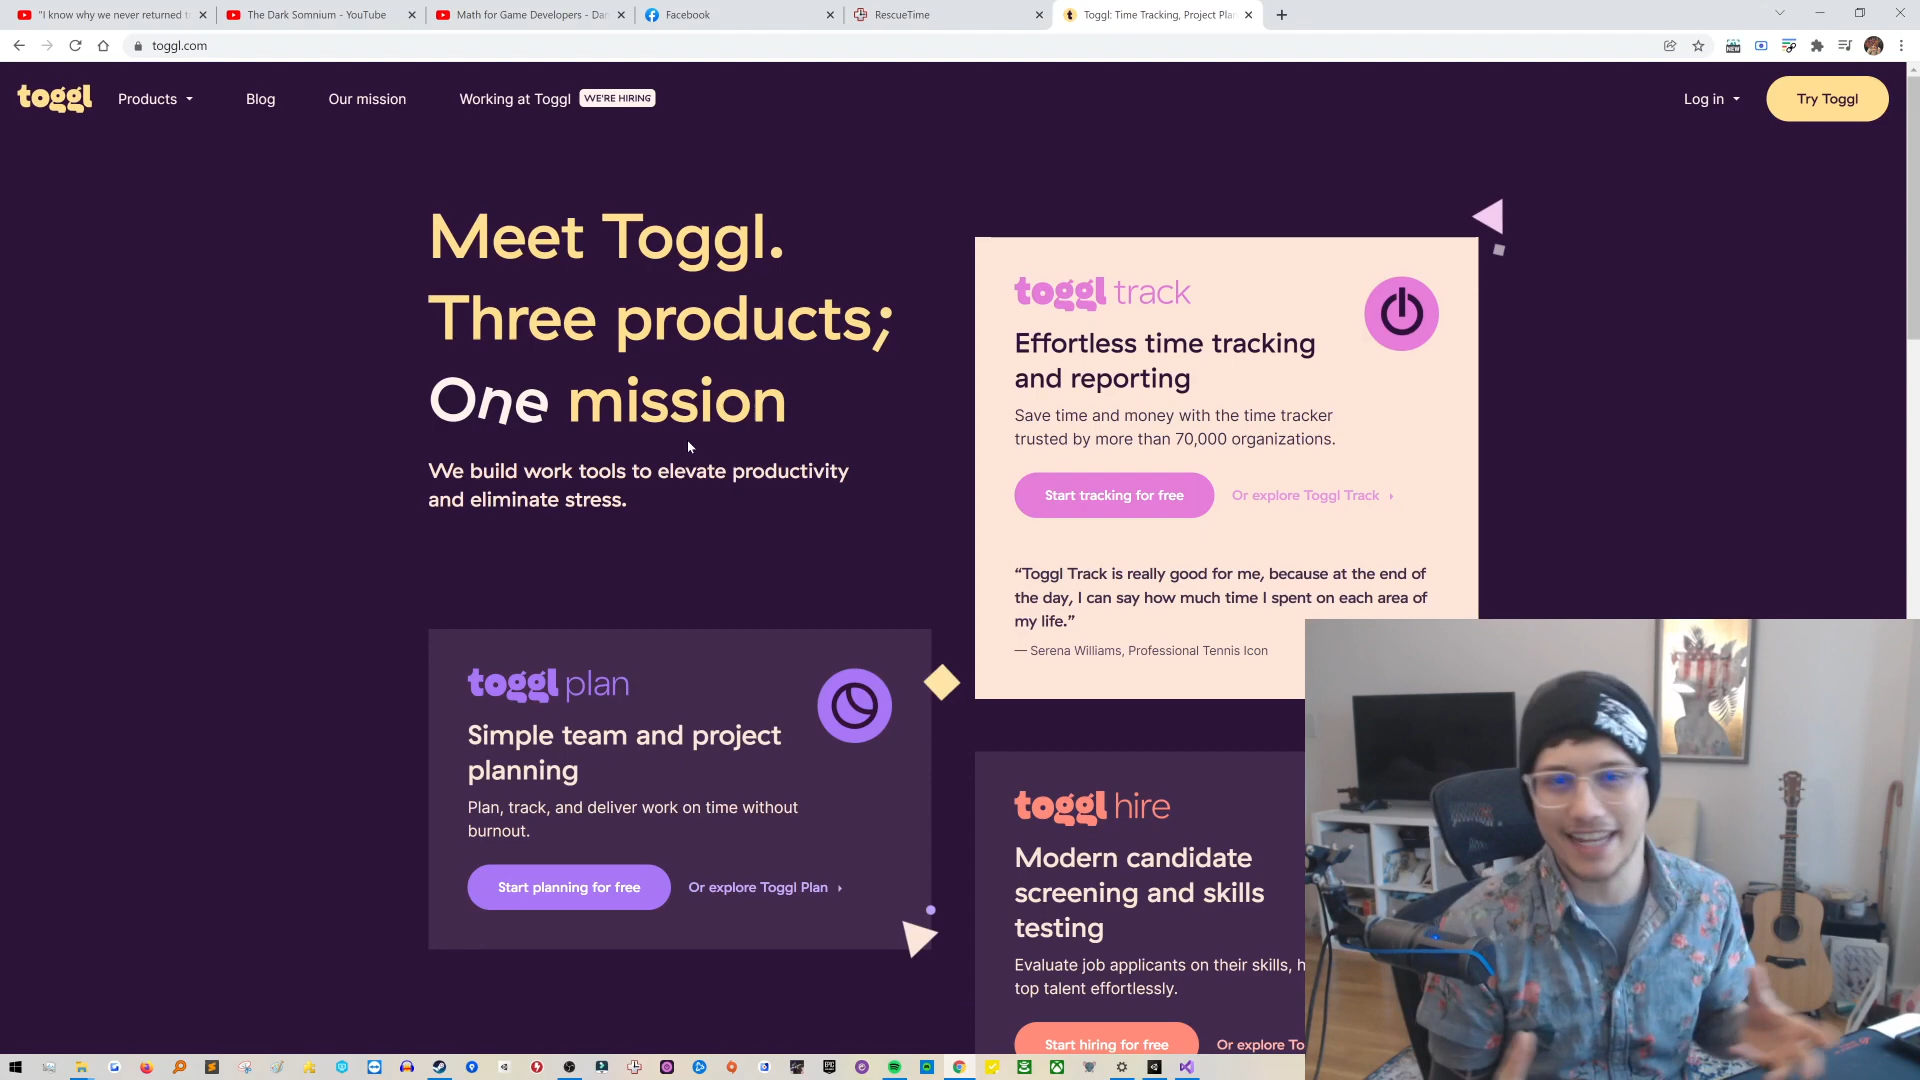 "I know why we never returned t
The Dark Somnium - YouTube
Math for Game Developers - Dan
Facebook
RescueTime
Toggl: Time Tracking, Project Plan
toggl.com
NEW
toggl
Products
Blog
Our mission
Working at Toggl
WE'RE HIRING
Log in
Try Toggl
Meet Toggl.
Three products;
One mission
We build work tools to elevate productivity
and eliminate stress.
toggl track
Effortless time tracking
and reporting
Save time and money with the time tracker
trusted by more than 70,000 organizations.
Start tracking for free
Or explore Toggl Track
“Toggl Track is really good for me, because at the end of
the day, I can say how much time I spent on each area of
my life.”
— Serena Williams, Professional Tennis Icon
toggl plan
Simple team and project
planning
Plan, track, and deliver work on time without
burnout.
Start planning for free
Or explore Toggl Plan
toggl hire
Modern candidate
screening and skills
testing
Evaluate job applicants on their skills, h
top talent effortlessly.
Start hiring for free
Or explore To
EPIC